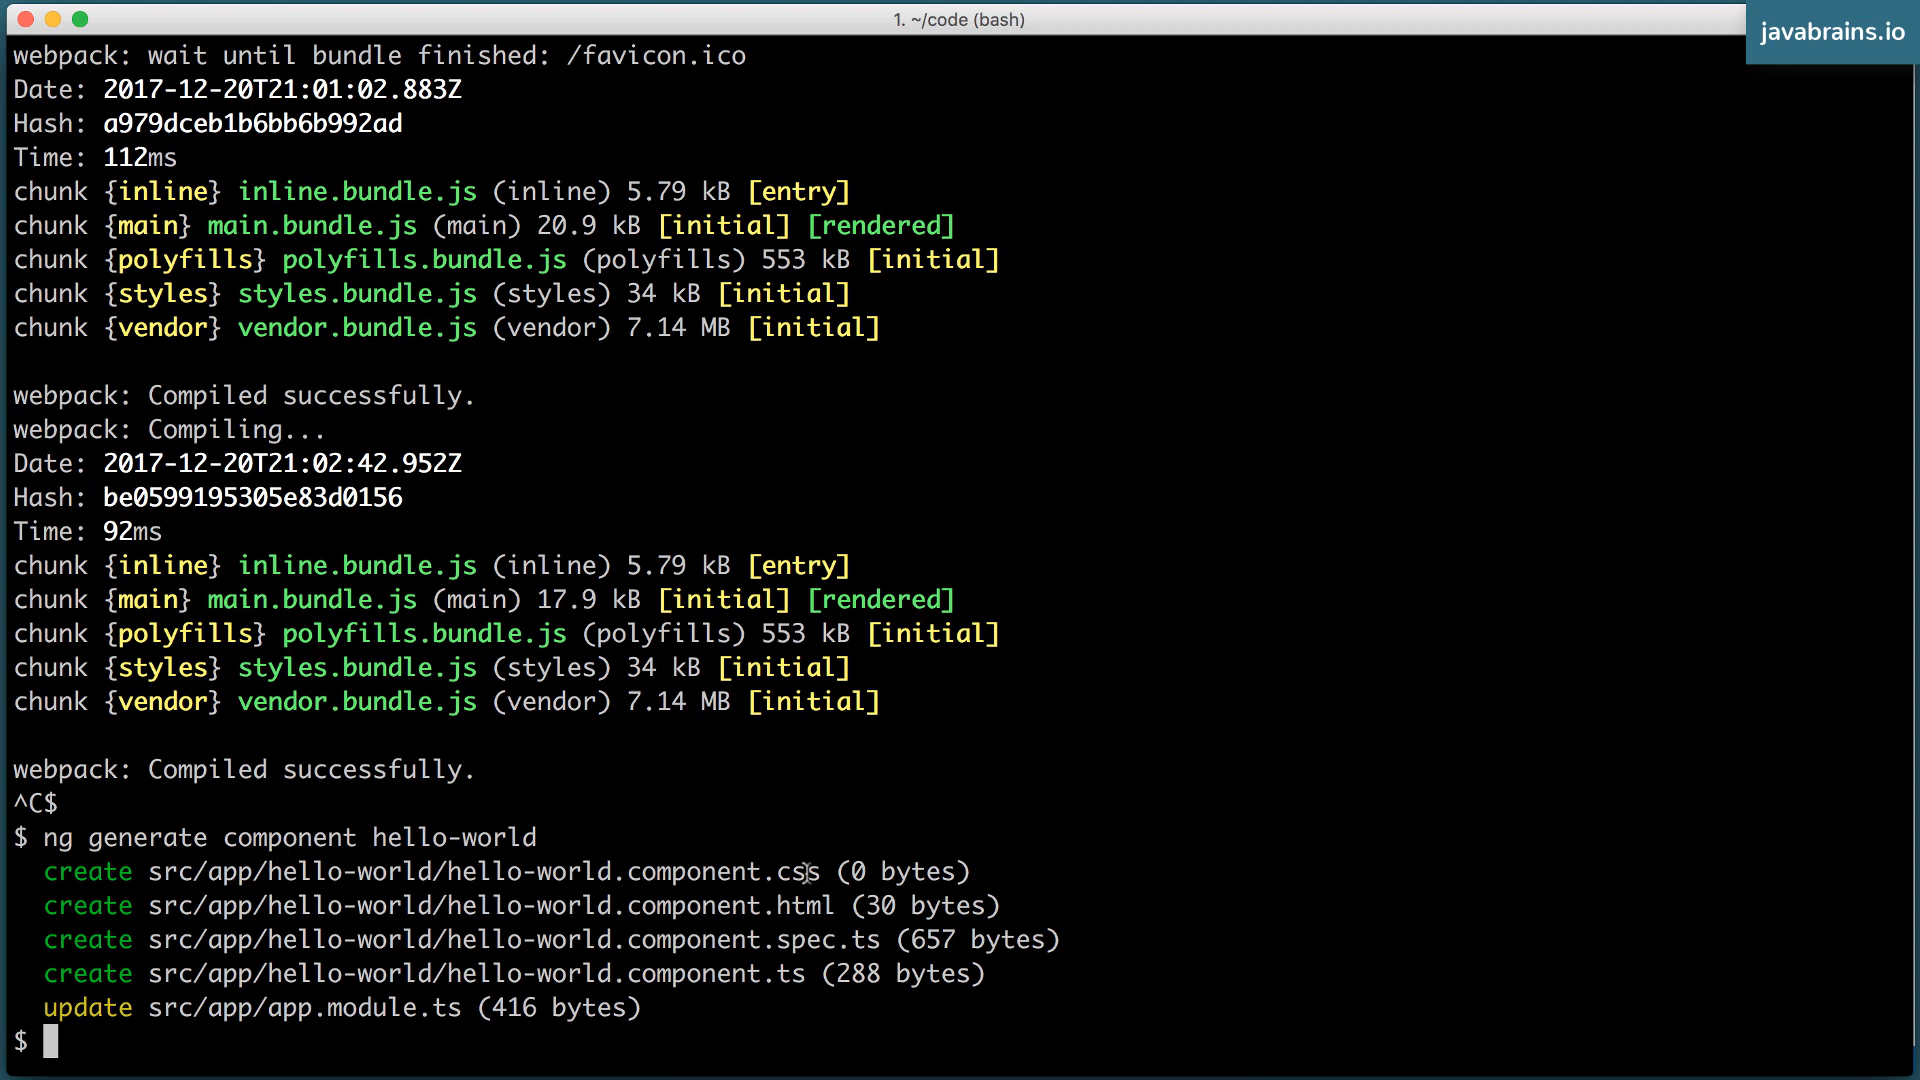 1. ~/code (bash)
javabrains.io
webpack: wait until bundle finished: /favicon.ico
Date: 2017-12-20T21:01:02.883Z
Hash: a979dceb1b6bb6b992ad
Time: 112ms
chunk {inline} inline.bundle.js (inline) 5.79 kB [entry]
chunk {main} main.bundle.js (main) 20.9 kB [initial] [rendered]
chunk {polyfills} polyfills.bundle.js (polyfills) 553 kB [initial]
chunk {styles} styles.bundle.js (styles) 34 kB [initial]
chunk {vendor} vendor.bundle.js (vendor) 7.14 MB [initial]
webpack: Compiled successfully.
webpack: Compiling...
Date: 2017-12-20T21:02:42.952Z
Hash: be0599195305e83d0156
Time: 92ms
chunk {inline} inline.bundle.js (inline) 5.79 kB [entry]
chunk {main} main.bundle.js (main) 17.9 kB [initial] [rendered]
chunk {polyfills} polyfills.bundle.js (polyfills) 553 kB [initial]
chunk {styles} styles.bundle.js (styles) 34 kB [initial]
chunk {vendor} vendor.bundle.js (vendor) 7.14 MB [initial]
webpack: Compiled successfully.
^C$
$ ng generate component hello-world
create src/app/hello-world/hello-world.component.css (0 bytes)
create src/app/hello-world/hello-world.component.html (30 bytes)
create src/app/hello-world/hello-world.component.spec.ts (657 bytes)
create src/app/hello-world/hello-world.component.ts (288 bytes)
update src/app/app.module.ts (416 bytes)
$